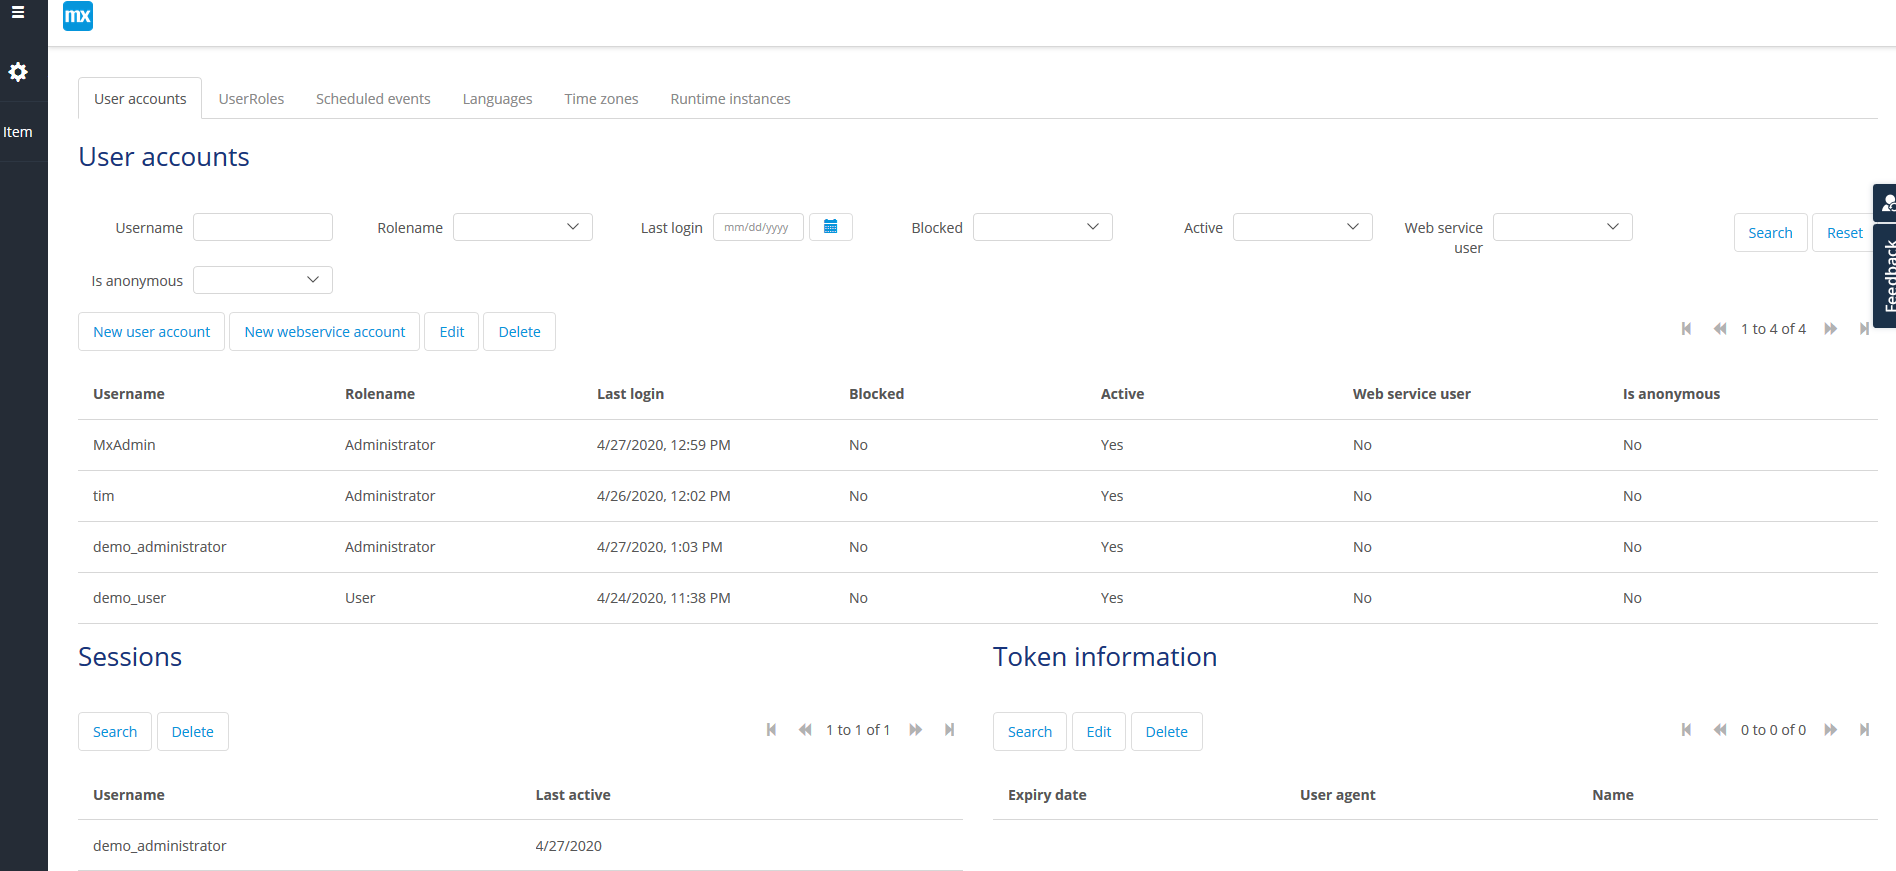 mx
Item
User accounts UserRoles Scheduled events Languages Time zones Runtime instances
User accounts
Username Rolename Last login mm/dd/yyyy Blocked Active Web service user Search Reset
Is anonymous
Feedback
New user account New webservice account Edit Delete 1 to 4 of 4
Username Rolename Last login Blocked Active Web service user Is anonymous
MxAdmin Administrator 4/27/2020, 12:59 PM No Yes No No
tim Administrator 4/26/2020, 12:02 PM No Yes No No
demo_administrator Administrator 4/27/2020, 1:03 PM No Yes No No
demo_user User 4/24/2020, 11:38 PM No Yes No No
Sessions Token information
Search Delete 1 to 1 of 1 Search Edit Delete 0 to 0 of 0
Username Last active Expiry date User agent Name
demo_administrator 4/27/2020